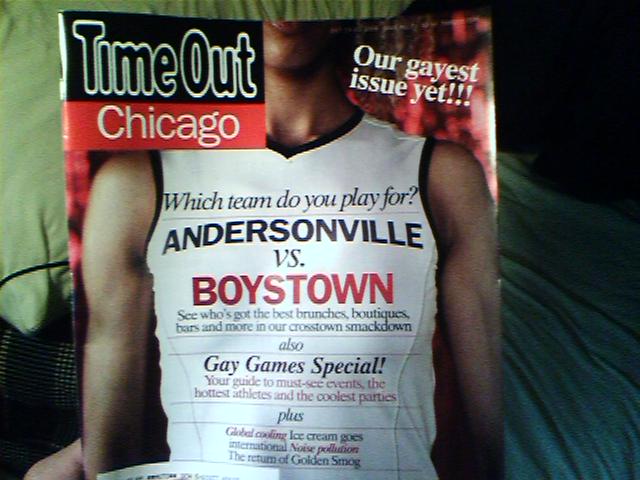 Time Out
Chicago
Our gayest
issue yet!!!
Which team do you play for?
ANDERSONVILLE
vs.
BOYSTOWN
See who's got the best brunches, boutiques,
bars and more in our crosstown smackdown
also
Gay Games Special!
Your guide to must-see events, the
hottest athletes and the coolest parties
plus
Global cooling Ice cream goes
international Noise pollution
The return of Golden Smog